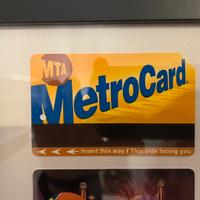 MTA
MetroCard
Insert this way / This side facing you